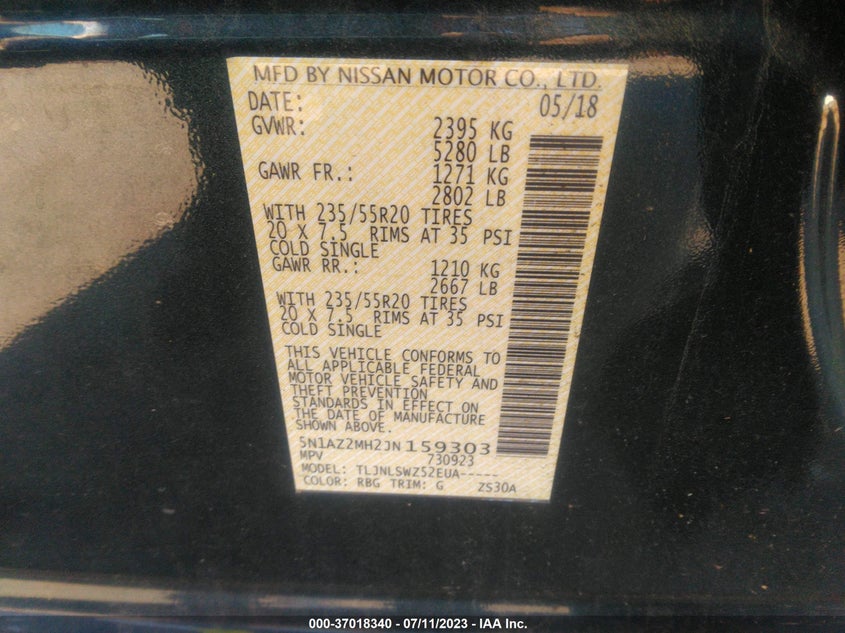 MFD BY NISSAN MOTOR CO., LTD.
DATE: 05/18
GVWR: 2395 KG
5280 LB
GAWR FR.: 1271 KG
2802 LB
WITH 235/55R20 TIRES
20 X 7.5 RIMS AT 35 PSI
COLD SINGLE
GAWR RR.: 1210 KG
2667 LB
WITH 235/55R20 TIRES
20 X 7.5 RIMS AT 35 PSI
COLD SINGLE
THIS VEHICLE CONFORMS TO
ALL APPLICABLE FEDERAL
MOTOR VEHICLE SAFETY AND
THEFT PREVENTION
STANDARDS IN EFFECT ON
THE DATE OF MANUFACTURE
SHOWN ABOVE.
5N1AZ2MH2JN159303
MPV 730923
MODEL: TLJNLSWZ52EUA-----
COLOR: RBG TRIM: G ZS30A
000-37018340 - 07/11/2023 - IAA Inc.